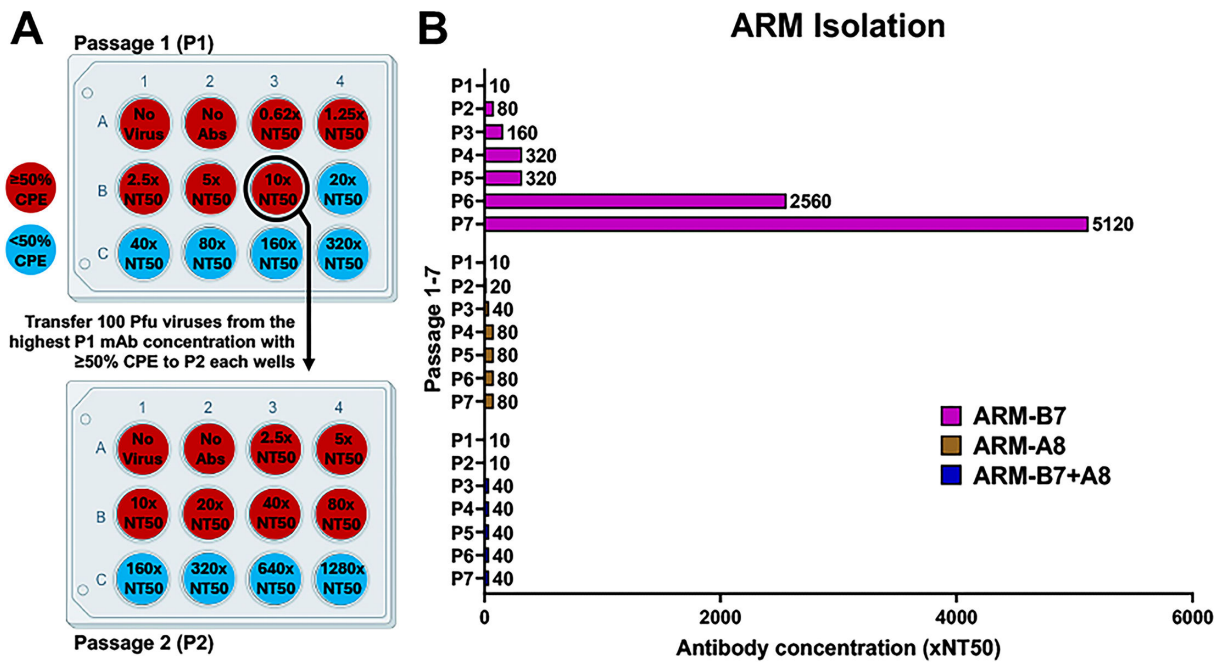 A
Passage 1 (P1)
1 2 3 4
A
No Virus
No Abs
0.62x NT50
1.25x NT50
≥50% CPE
B
2.5x NT50
5x NT50
10x NT50
20x NT50
<50% CPE
C
40x NT50
80x NT50
160x NT50
320x NT50
Transfer 100 Pfu viruses from the
highest P1 mAb concentration with
≥50% CPE to P2 each wells
1 2 3 4
A
No Virus
No Abs
2.5x NT50
5x NT50
B
10x NT50
20x NT50
40x NT50
80x NT50
C
160x NT50
320x NT50
640x NT50
1280x NT50
Passage 2 (P2)
B
ARM Isolation
Passage 1-7
P1 10
P2 80
P3 160
P4 320
P5 320
P6 2560
P7 5120
P1 10
P2 20
P3 40
P4 80
P5 80
P6 80
P7 80
P1 10
P2 10
P3 40
P4 40
P5 40
P6 40
P7 40
ARM-B7
ARM-A8
ARM-B7+A8
0 2000 4000 6000
Antibody concentration (xNT50)